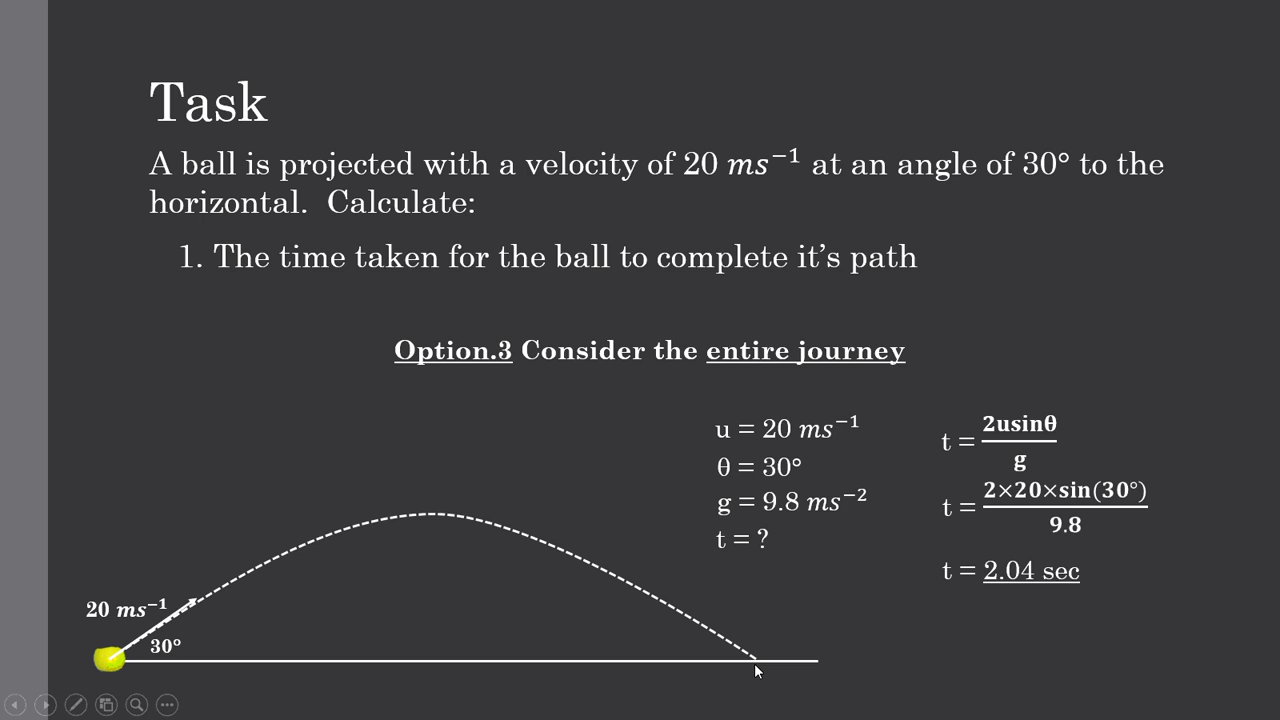 Task
A ball is projected with a velocity of 20 ms⁻¹ at an angle of 30° to the
horizontal.  Calculate:
1. The time taken for the ball to complete it’s path
Option.3 Consider the entire journey
u = 20 ms⁻¹
θ = 30°
g = 9.8 ms⁻²
t = ?
t = 2usinθ / g
t = 2×20×sin(30°) / 9.8
t = 2.04 sec
20 ms⁻¹
30°